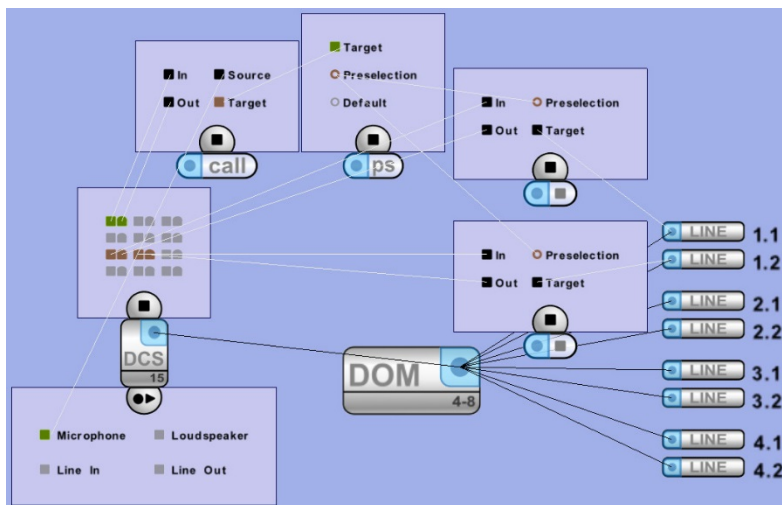 Target
Preselection
Default
In Source
Out Target
call
ps
In Preselection
Out Target
In Preselection
Out Target
LINE 1.1
LINE 1.2
LINE 2.1
LINE 2.2
LINE 3.1
LINE 3.2
LINE 4.1
LINE 4.2
DCS
15
DOM
4-8
Microphone Loudspeaker
Line In Line Out